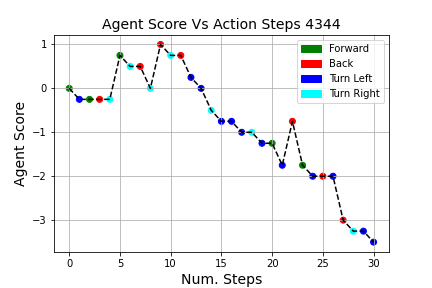 Agent Score Vs Action Steps 4344
Agent Score
1
0
−1
−2
−3
Forward
Back
Turn Left
Turn Right
0 5 10 15 20 25 30
Num. Steps